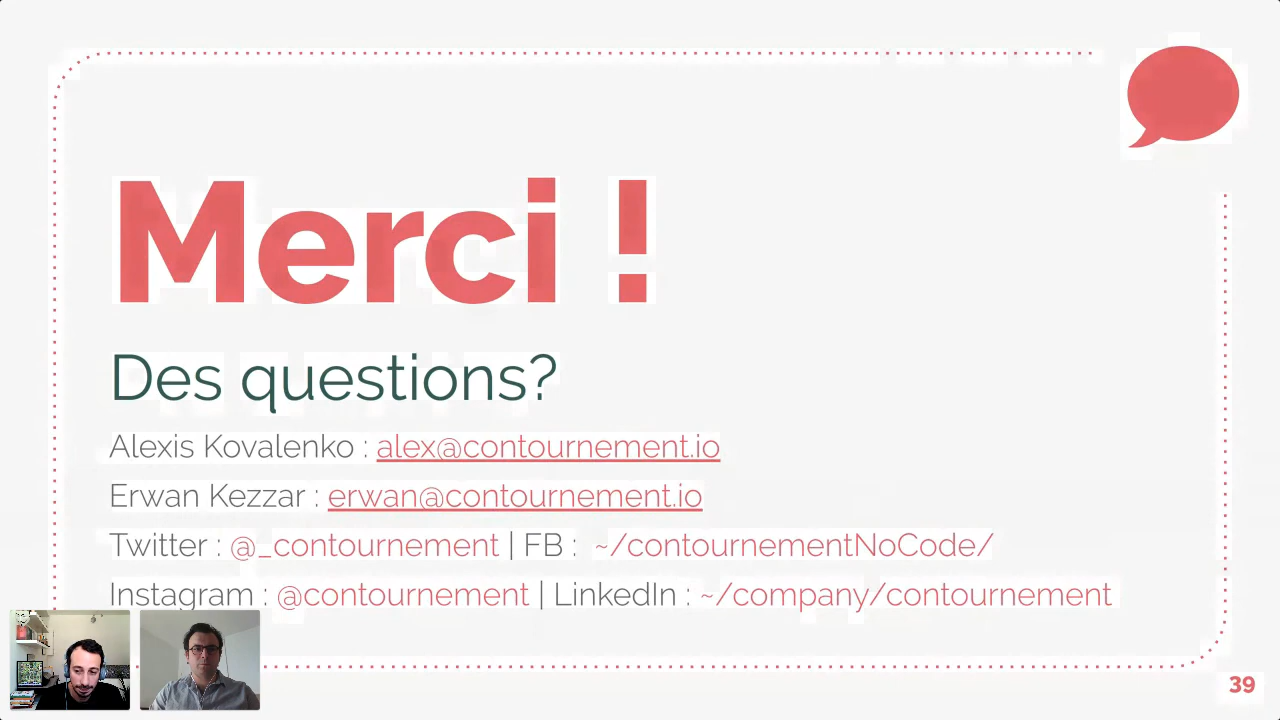 Merci !
Des questions?
Alexis Kovalenko : alex@contournement.io
Erwan Kezzar : erwan@contournement.io
Twitter : @_contournement | FB : ~/contournementNoCode/
Instagram : @contournement | LinkedIn : ~/company/contournement
39